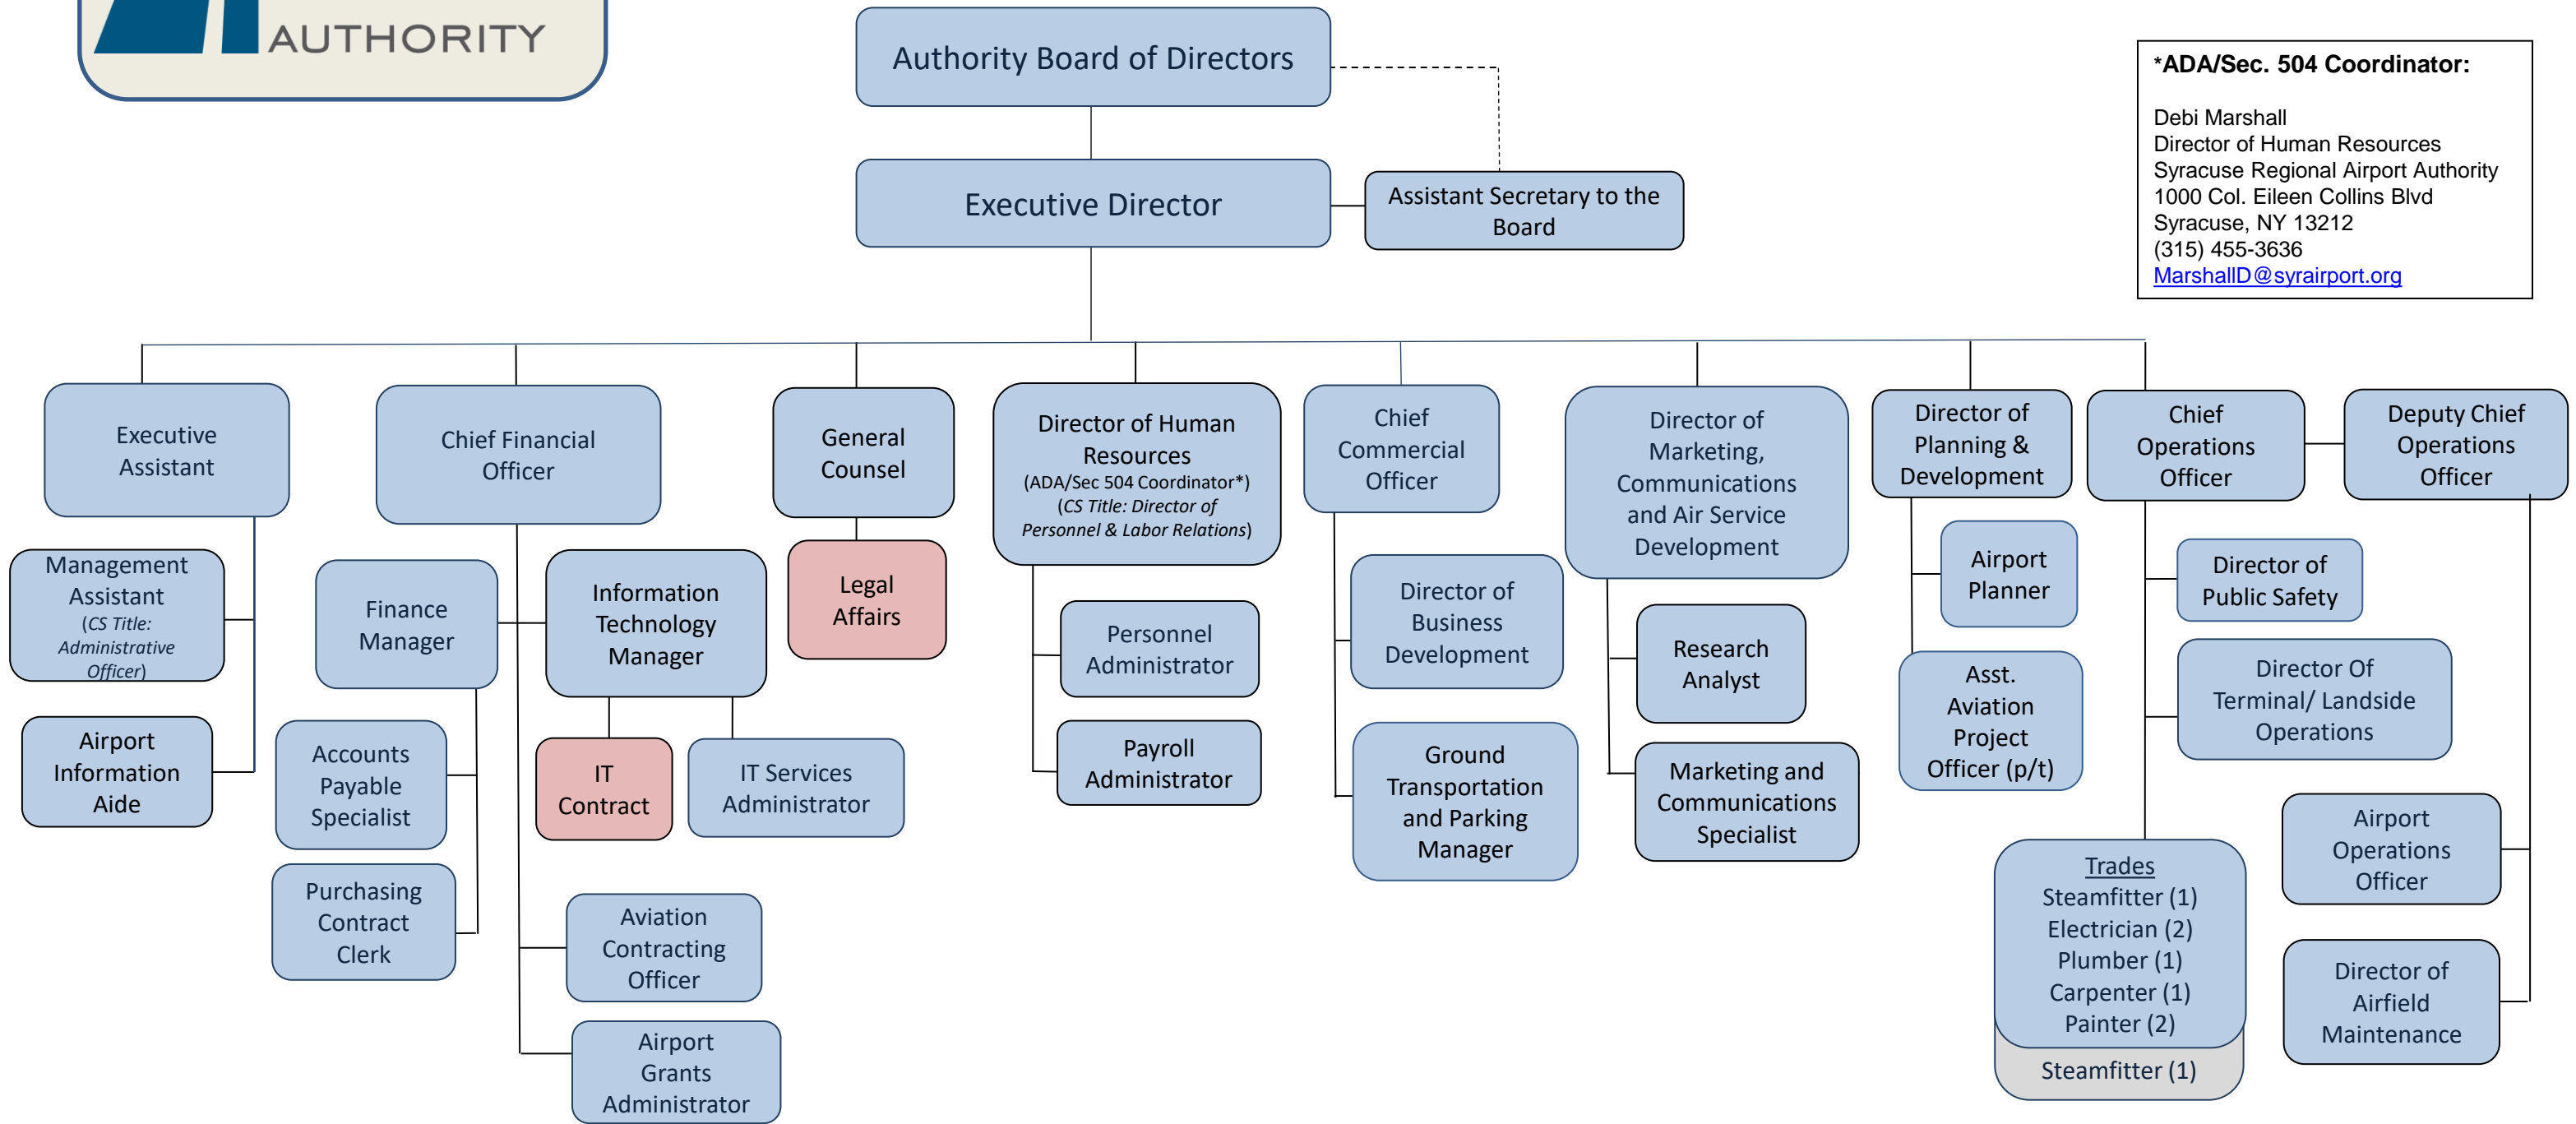 AUTHORITY
Authority Board of Directors
*ADA/Sec. 504 Coordinator:
Debi Marshall
Director of Human Resources
Syracuse Regional Airport Authority
1000 Col. Eileen Collins Blvd
Syracuse, NY 13212
(315) 455-3636
MarshallD@syrairport.org
Executive Director
Assistant Secretary to the
Board
Executive
Assistant
Chief Financial
Officer
General
Counsel
Director of Human
Resources
(ADA/Sec 504 Coordinator*)
(CS Title: Director of
Personnel & Labor Relations)
Chief
Commercial
Officer
Director of
Marketing,
Communications
and Air Service
Development
Director of
Planning &
Development
Chief
Operations
Officer
Deputy Chief
Operations
Officer
Management
Assistant
(CS Title:
Administrative
Officer)
Airport
Information
Aide
Finance
Manager
Information
Technology
Manager
Accounts
Payable
Specialist
Purchasing
Contract
Clerk
IT
Contract
IT Services
Administrator
Aviation
Contracting
Officer
Airport
Grants
Administrator
Legal
Affairs
Personnel
Administrator
Payroll
Administrator
Director of
Business
Development
Ground
Transportation
and Parking
Manager
Research
Analyst
Marketing and
Communications
Specialist
Airport
Planner
Asst.
Aviation
Project
Officer (p/t)
Director of
Public Safety
Director Of
Terminal/ Landside
Operations
Trades
Steamfitter (1)
Electrician (2)
Plumber (1)
Carpenter (1)
Painter (2)
Steamfitter (1)
Airport
Operations
Officer
Director of
Airfield
Maintenance